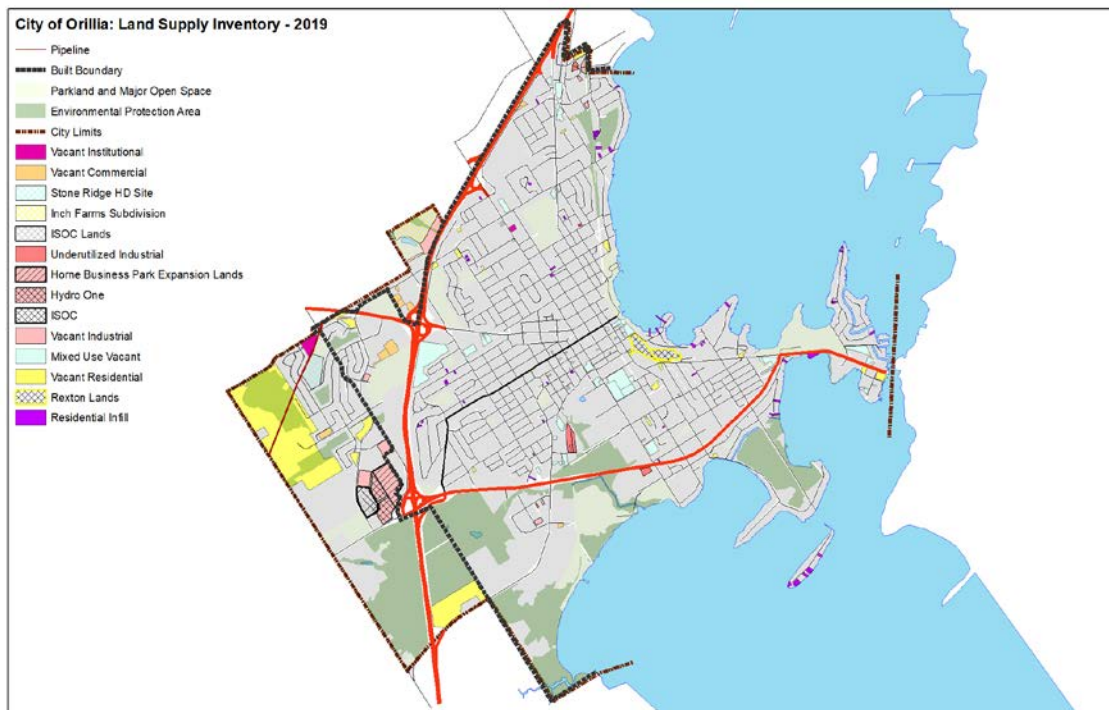 City of Orillia: Land Supply Inventory - 2019
Pipeline
Built Boundary
Parkland and Major Open Space
Environmental Protection Area
City Limits
Vacant Institutional
Vacant Commercial
Stone Ridge HD Site
Inch Farms Subdivision
ISOC Lands
Underutilized Industrial
Horne Business Park Expansion Lands
Hydro One
ISOC
Vacant Industrial
Mixed Use Vacant
Vacant Residential
Rexton Lands
Residential Infill